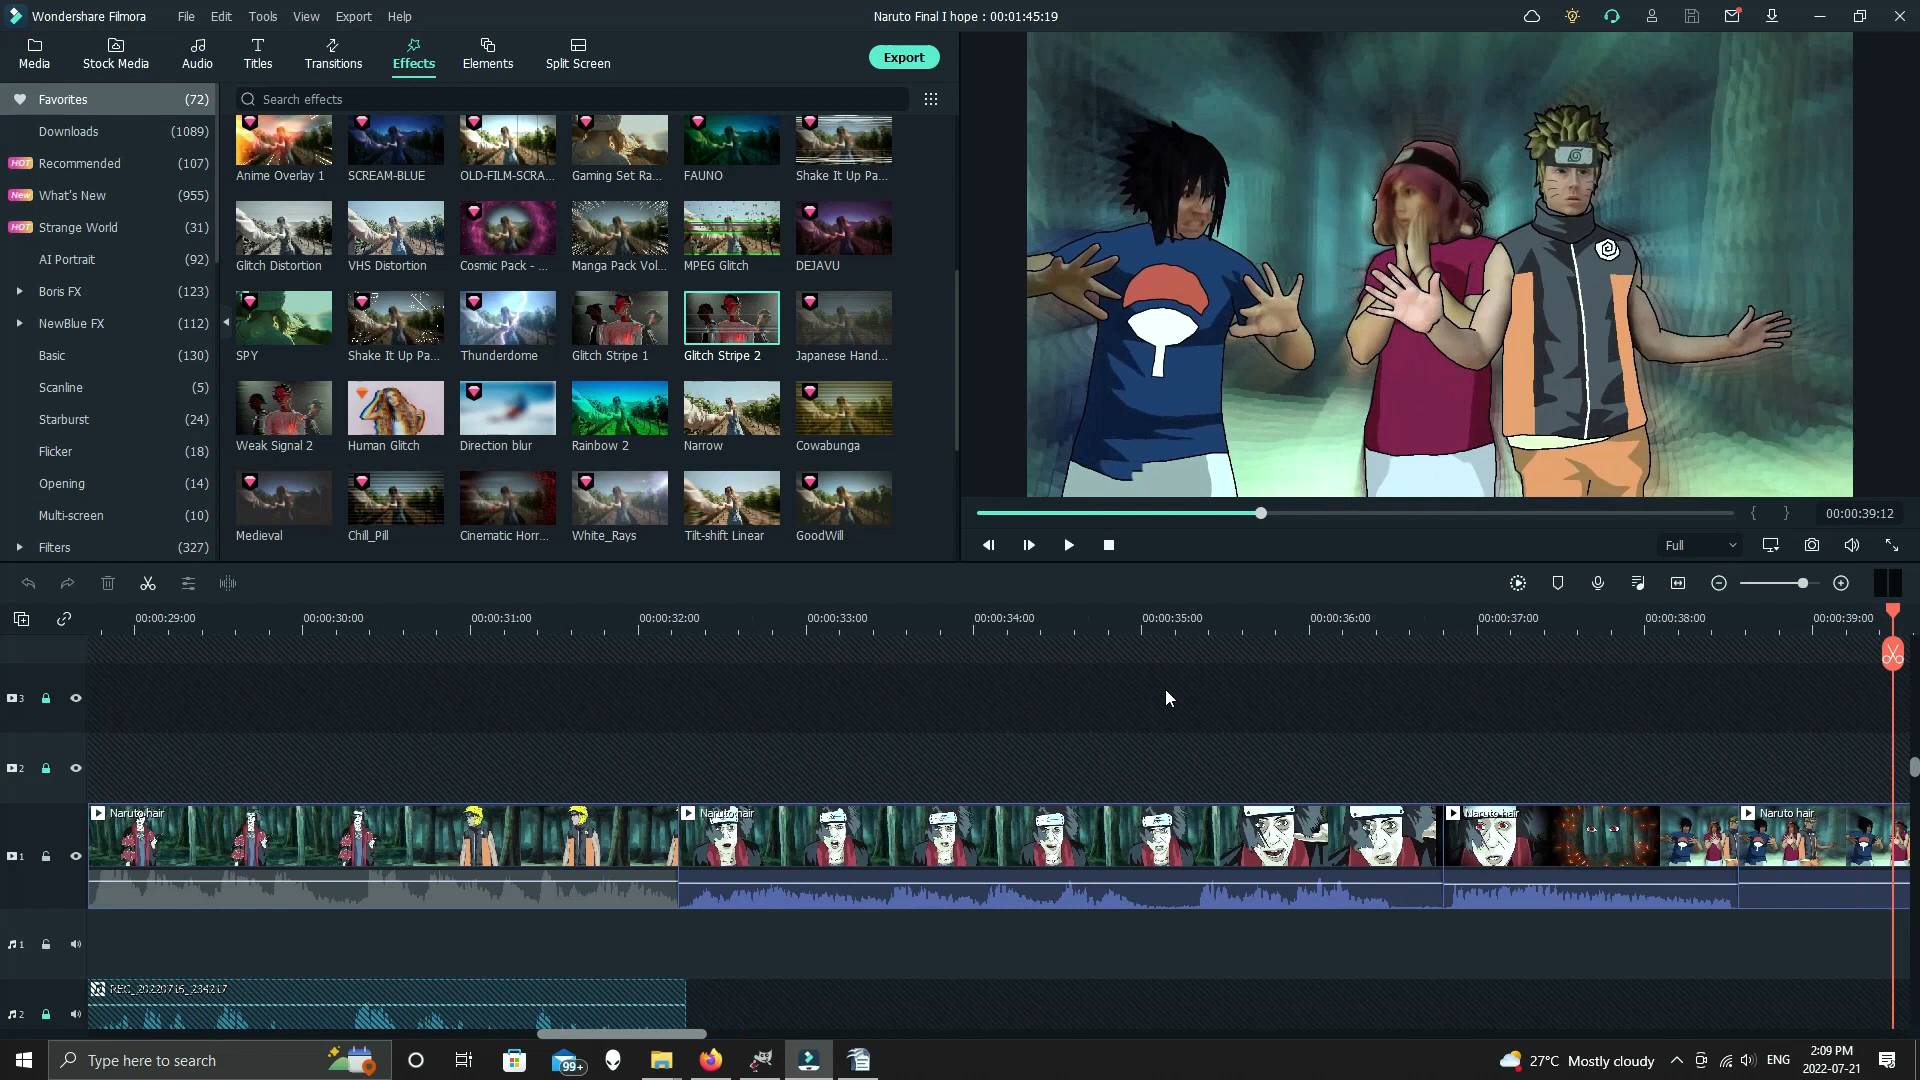 Wondershare Filmora
File Edit Tools View Export Help
Naruto Final I hope : 00:01:45:19
Media Stock Media Audio Titles Transitions Effects Elements Split Screen
Export
Favorites (72)
Downloads (1089)
HOT Recommended (107)
New What's New (955)
HOT Strange World (31)
AI Portrait (92)
Boris FX (123)
NewBlue FX (112)
Basic (130)
Scanline (5)
Starburst (24)
Flicker (18)
Opening (14)
Multi-screen (10)
Filters (327)
Search effects
Anime Overlay 1 SCREAM-BLUE OLD-FILM-SCRA... Gaming Set Ra... FAUNO Shake It Up Pa...
Glitch Distortion VHS Distortion Cosmic Pack - ... Manga Pack Vol... MPEG Glitch DEJAVU
SPY Shake It Up Pa... Thunderdome Glitch Stripe 1 Glitch Stripe 2 Japanese Hand...
Weak Signal 2 Human Glitch Direction blur Rainbow 2 Narrow Cowabunga
Medieval Chill_Pill Cinematic Horr... White_Rays Tilt-shift Linear GoodWill
{ } 00:00:39:12
Full
00:00:29:00 00:00:30:00 00:00:31:00 00:00:32:00 00:00:33:00 00:00:34:00 00:00:35:00 00:00:36:00 00:00:37:00 00:00:38:00 00:00:39:00
3
2
Naruto hair Naruto hair Naruto hair Naruto hair
1
1
REC_20220716_234217
2
Type here to search
99+
27°C Mostly cloudy
ENG
2:09 PM
2022-07-21